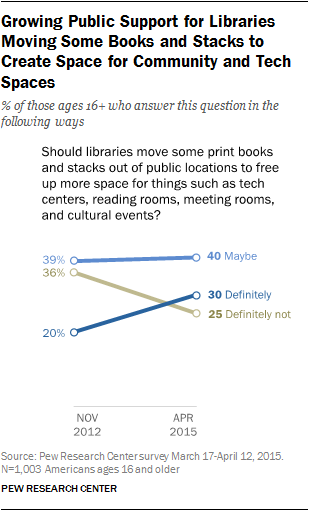 Growing Public Support for Libraries
Moving Some Books and Stacks to
Create Space for Community and Tech
Spaces
% of those ages 16+ who answer this question in the
following ways
Should libraries move some print books
and stacks out of public locations to free
up more space for things such as tech
centers, reading rooms, meeting rooms,
and cultural events?
39%
40 Maybe
36%
30 Definitely
25 Definitely not
20%
NOV
2012
APR
2015
Source: Pew Research Center survey March 17-April 12, 2015.
N=1,003 Americans ages 16 and older
PEW RESEARCH CENTER